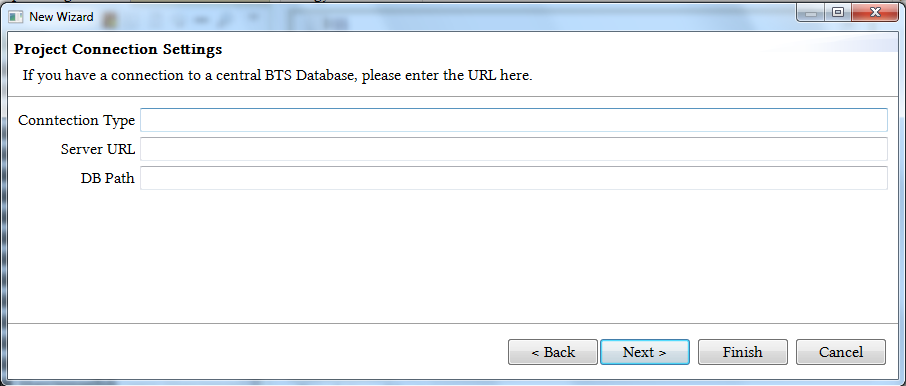 New Wizard
Project Connection Settings
If you have a connection to a central BTS Database, please enter the URL here.
Conntection Type
Server URL
DB Path
< Back
Next >
Finish
Cancel